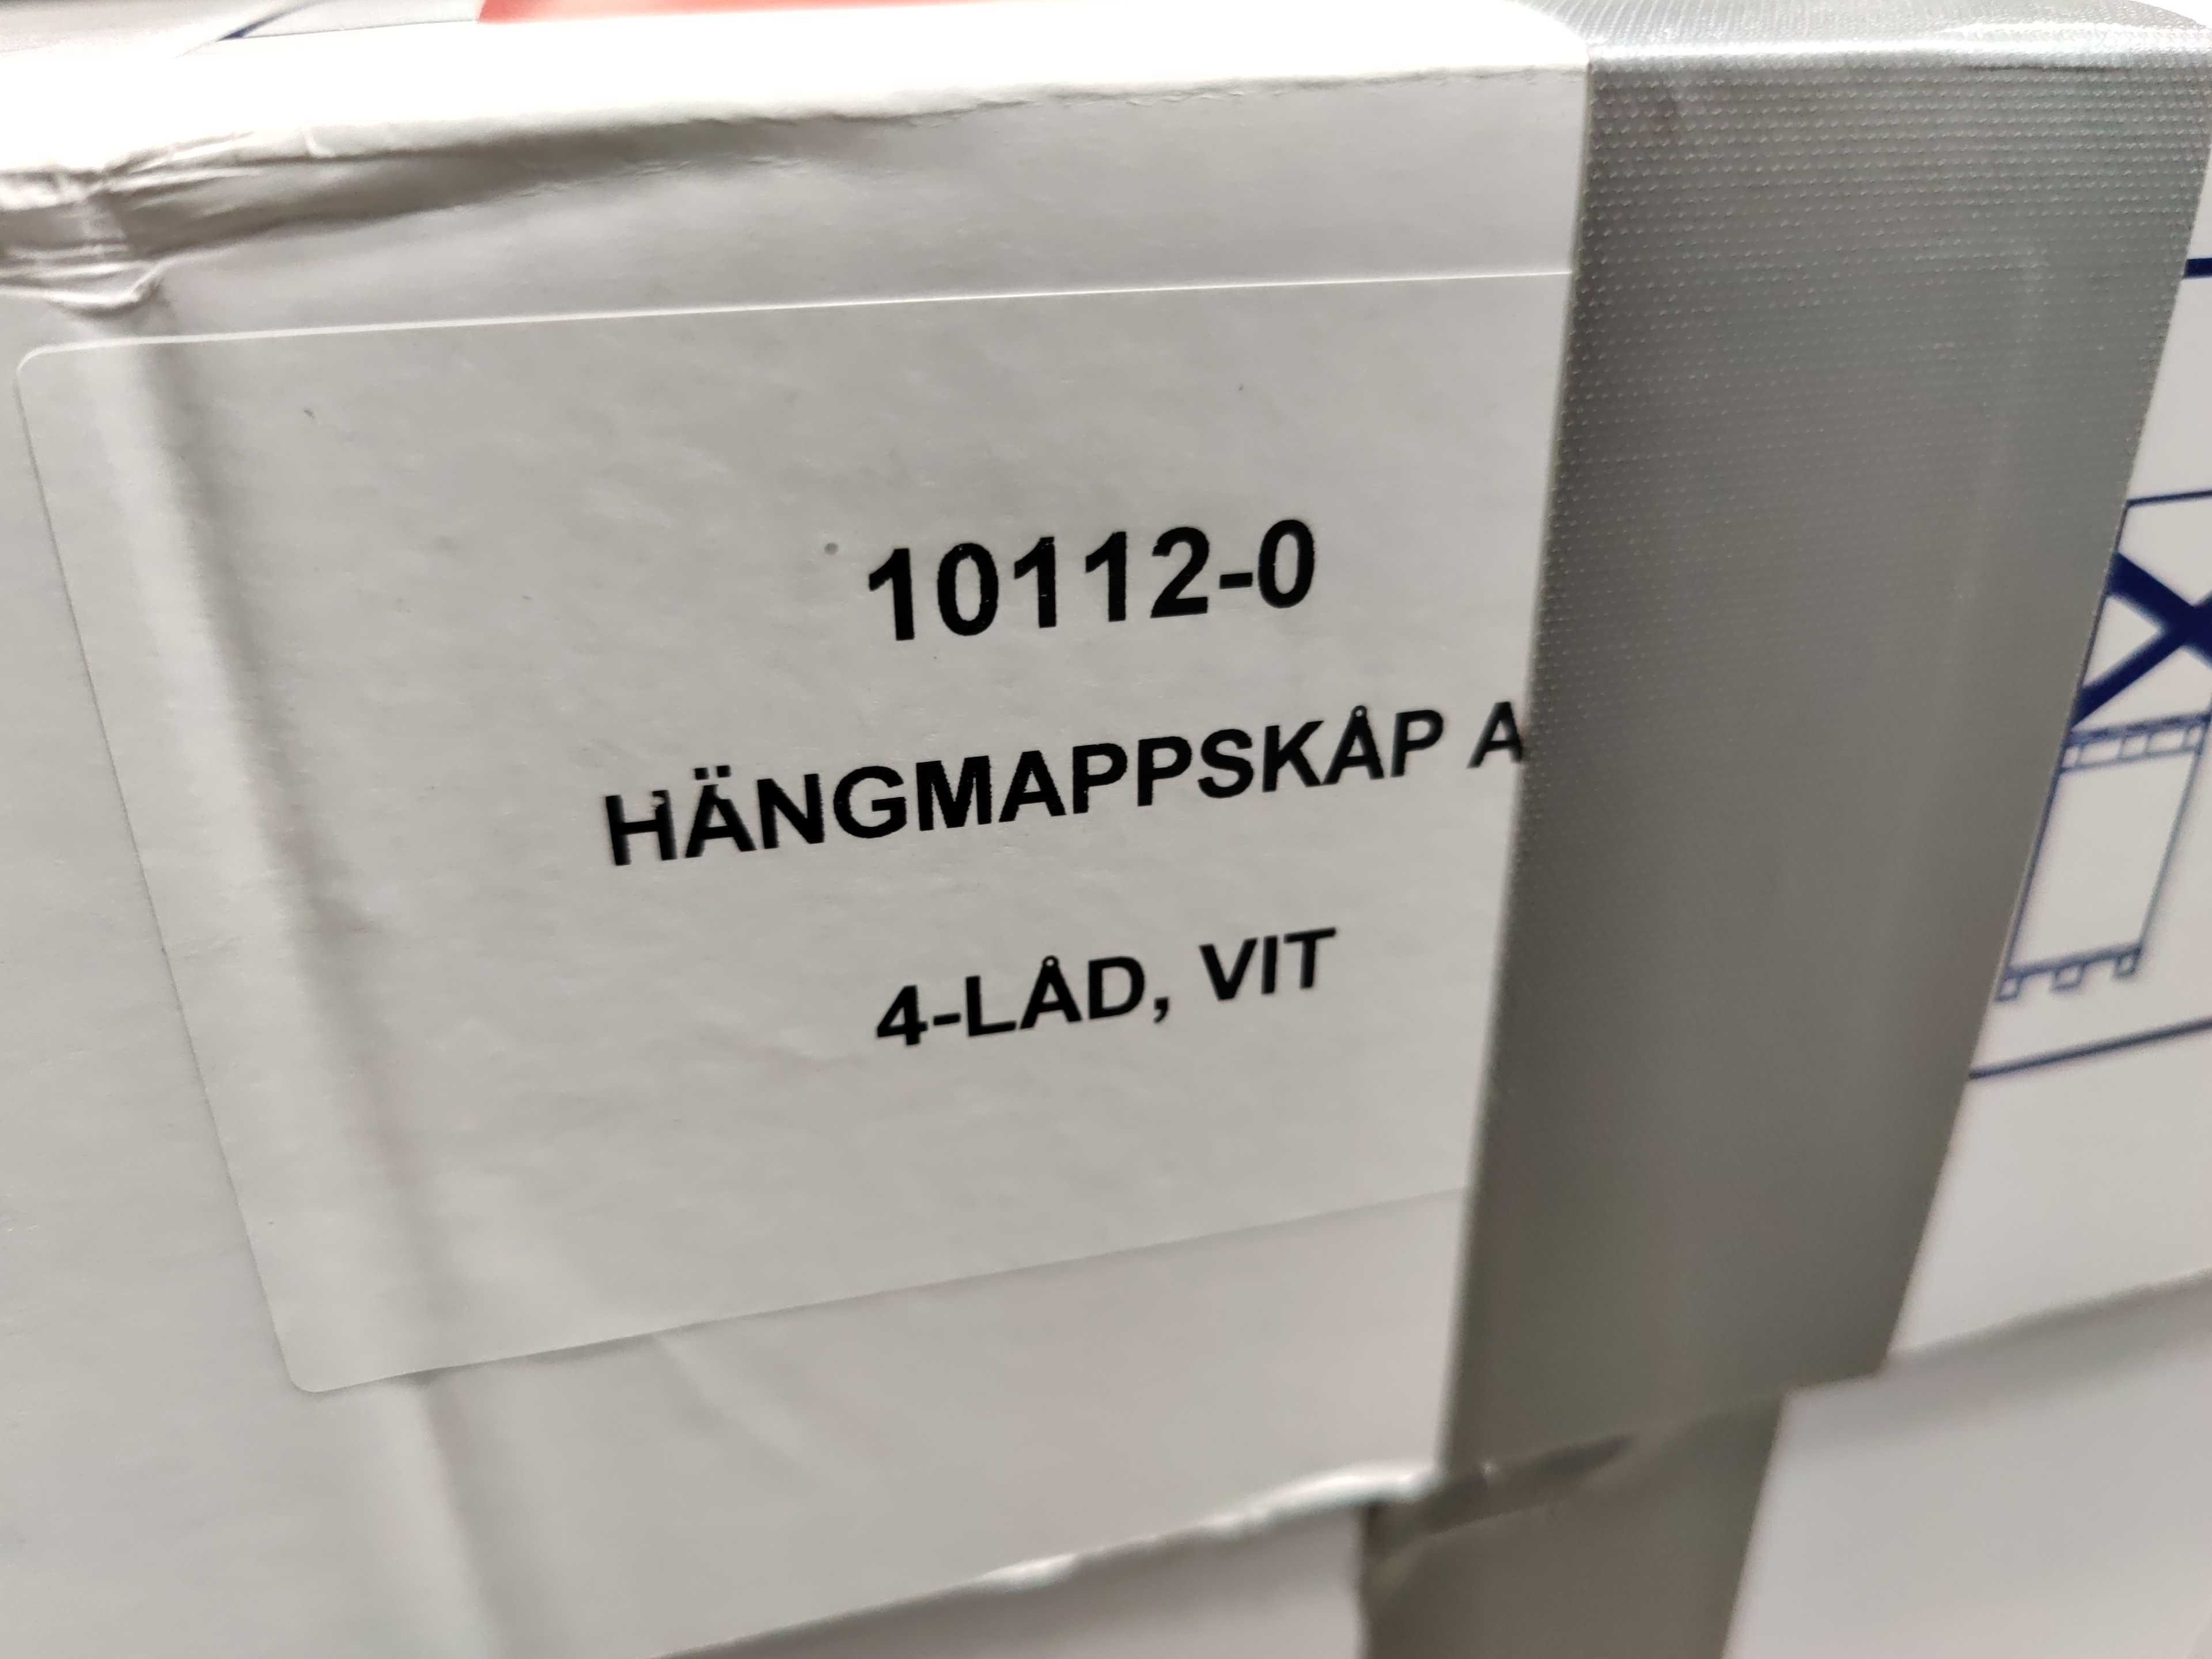 10112-0
HÄNGMAPPSKÅP A
4-LÅD, VIT